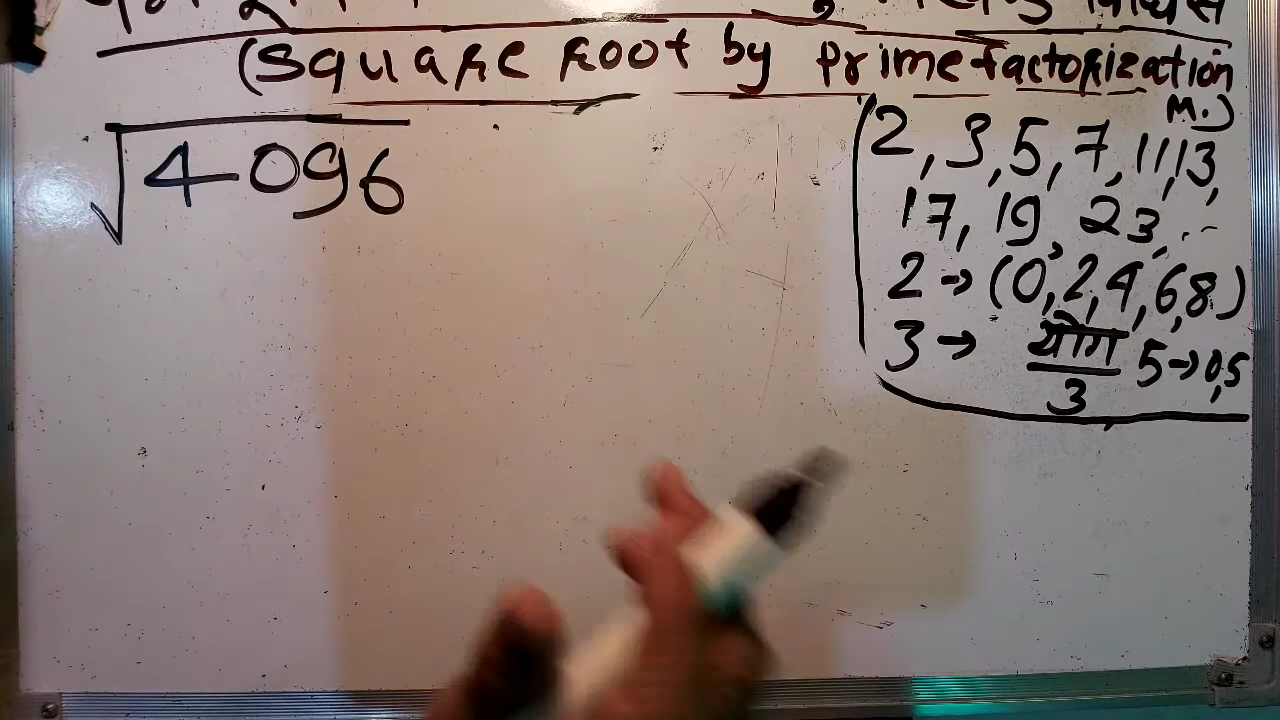 (Square Root by prime factorization
M.)
√4096
2, 3, 5, 7, 11, 13,
17, 19, 23, ..
2 → (0, 2, 4, 6, 8)
3 → योग/3 5 → 0,5